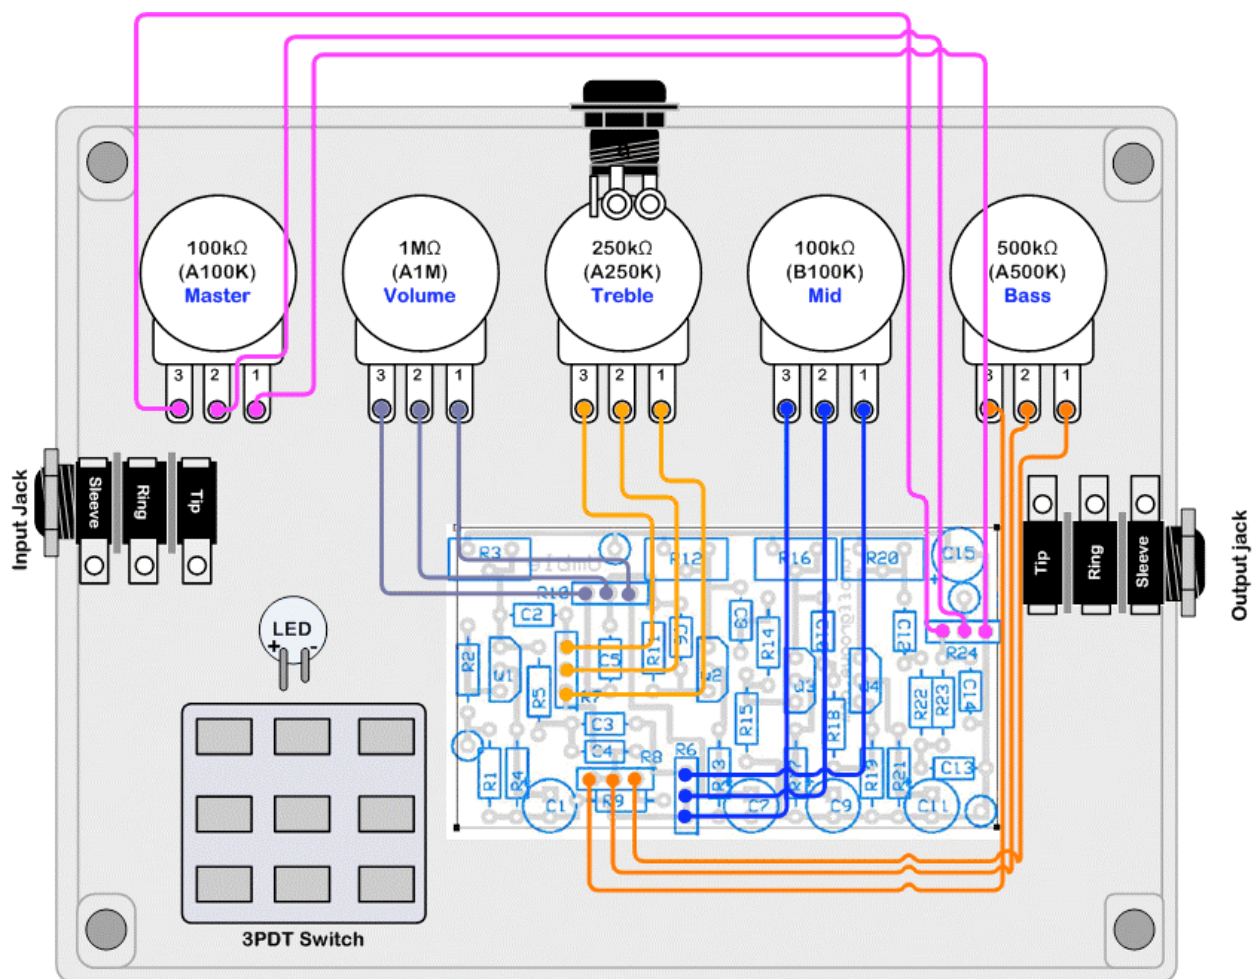 100kΩ
(A100K)
Master
1MΩ
(A1M)
Volume
250kΩ
(A250K)
Treble
100kΩ
(B100K)
Mid
500kΩ
(A500K)
Bass
3 2 1
3 2 1
3 2 1
3 2 1
3 2 1
Input Jack
Sleeve
Ring
Tip
Tip
Ring
Sleeve
Output jack
LED
+ -
3PDT Switch
R3
R12
R16
R20
C15
+
R10
C2
R11
R14
C12
R24
R2
R5
R7
R15
R18
R22
R23
C14
C3
C4
R8
R6
R1
R4
R19
R21
C13
C1
R9
C7
C9
C11